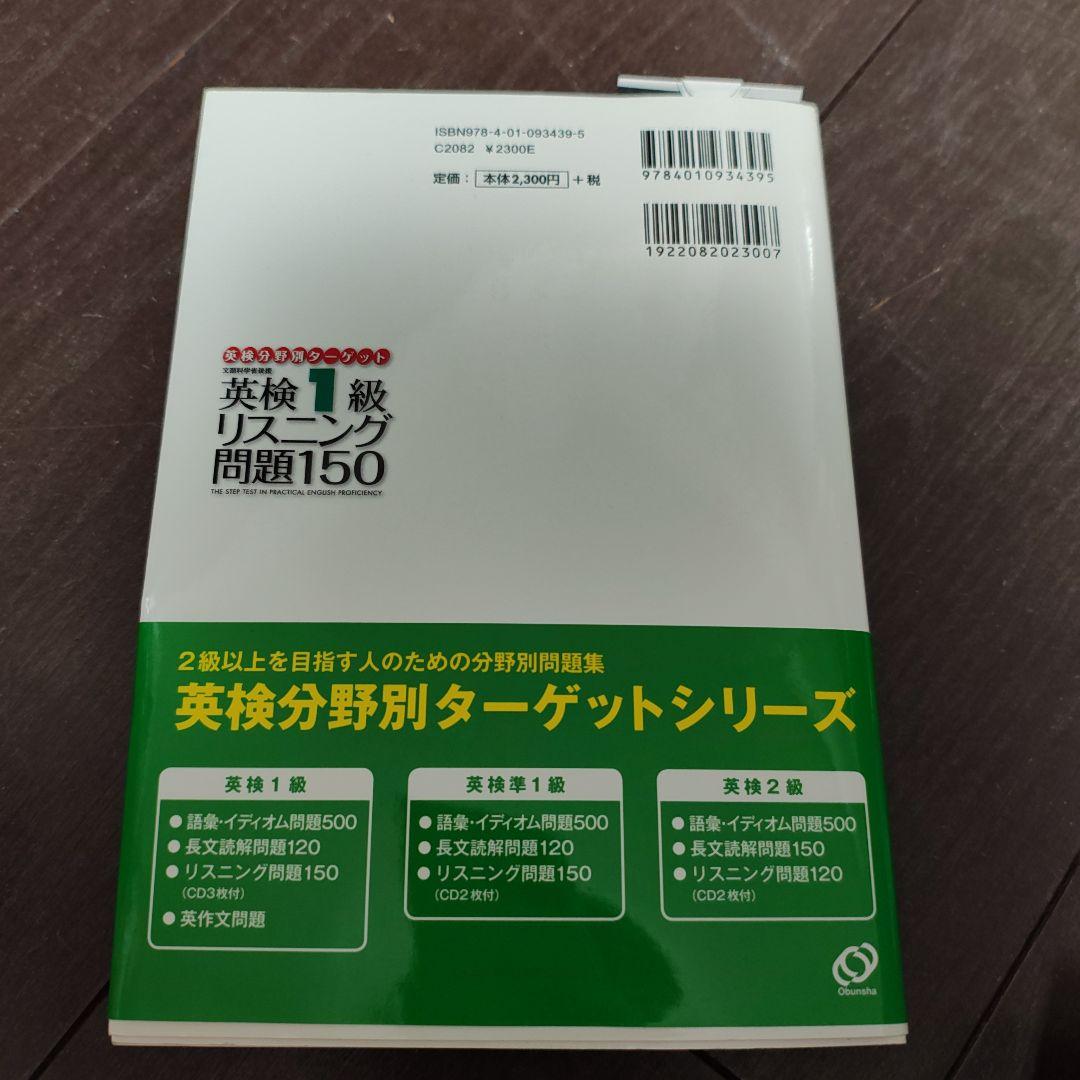 ISBN978-4-01-093439-5
C2082 ¥2300E
定価：本体2,300円＋税
9784010934395
1922082023007
英検分野別ターゲット
文部科学省後援
英検1級
リスニング
問題150
THE STEP TEST IN PRACTICAL ENGLISH PROFICIENCY
2級以上を目指す人のための分野別問題集
英検分野別ターゲットシリーズ
英検1級
●語彙・イディオム問題500
●長文読解問題120
●リスニング問題150
（CD3枚付）
●英作文問題
英検準1級
●語彙・イディオム問題500
●長文読解問題120
●リスニング問題150
（CD2枚付）
英検2級
●語彙・イディオム問題500
●長文読解問題150
●リスニング問題120
（CD2枚付）
Obunsha